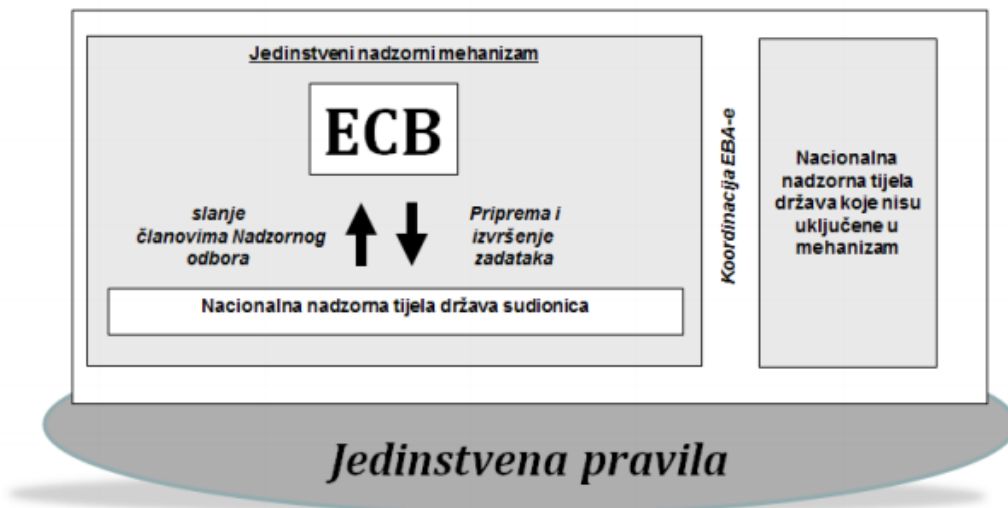 Jedinstveni nadzorni mehanizam
ECB
slanje
članovima Nadzornog
odbora
Priprema i
izvršenje
zadataka
Nacionalna nadzorna tijela država sudionica
Koordinacija EBA-e
Nacionalna
nadzorna tijela
država koje nisu
uključene u
mehanizam
Jedinstvena pravila